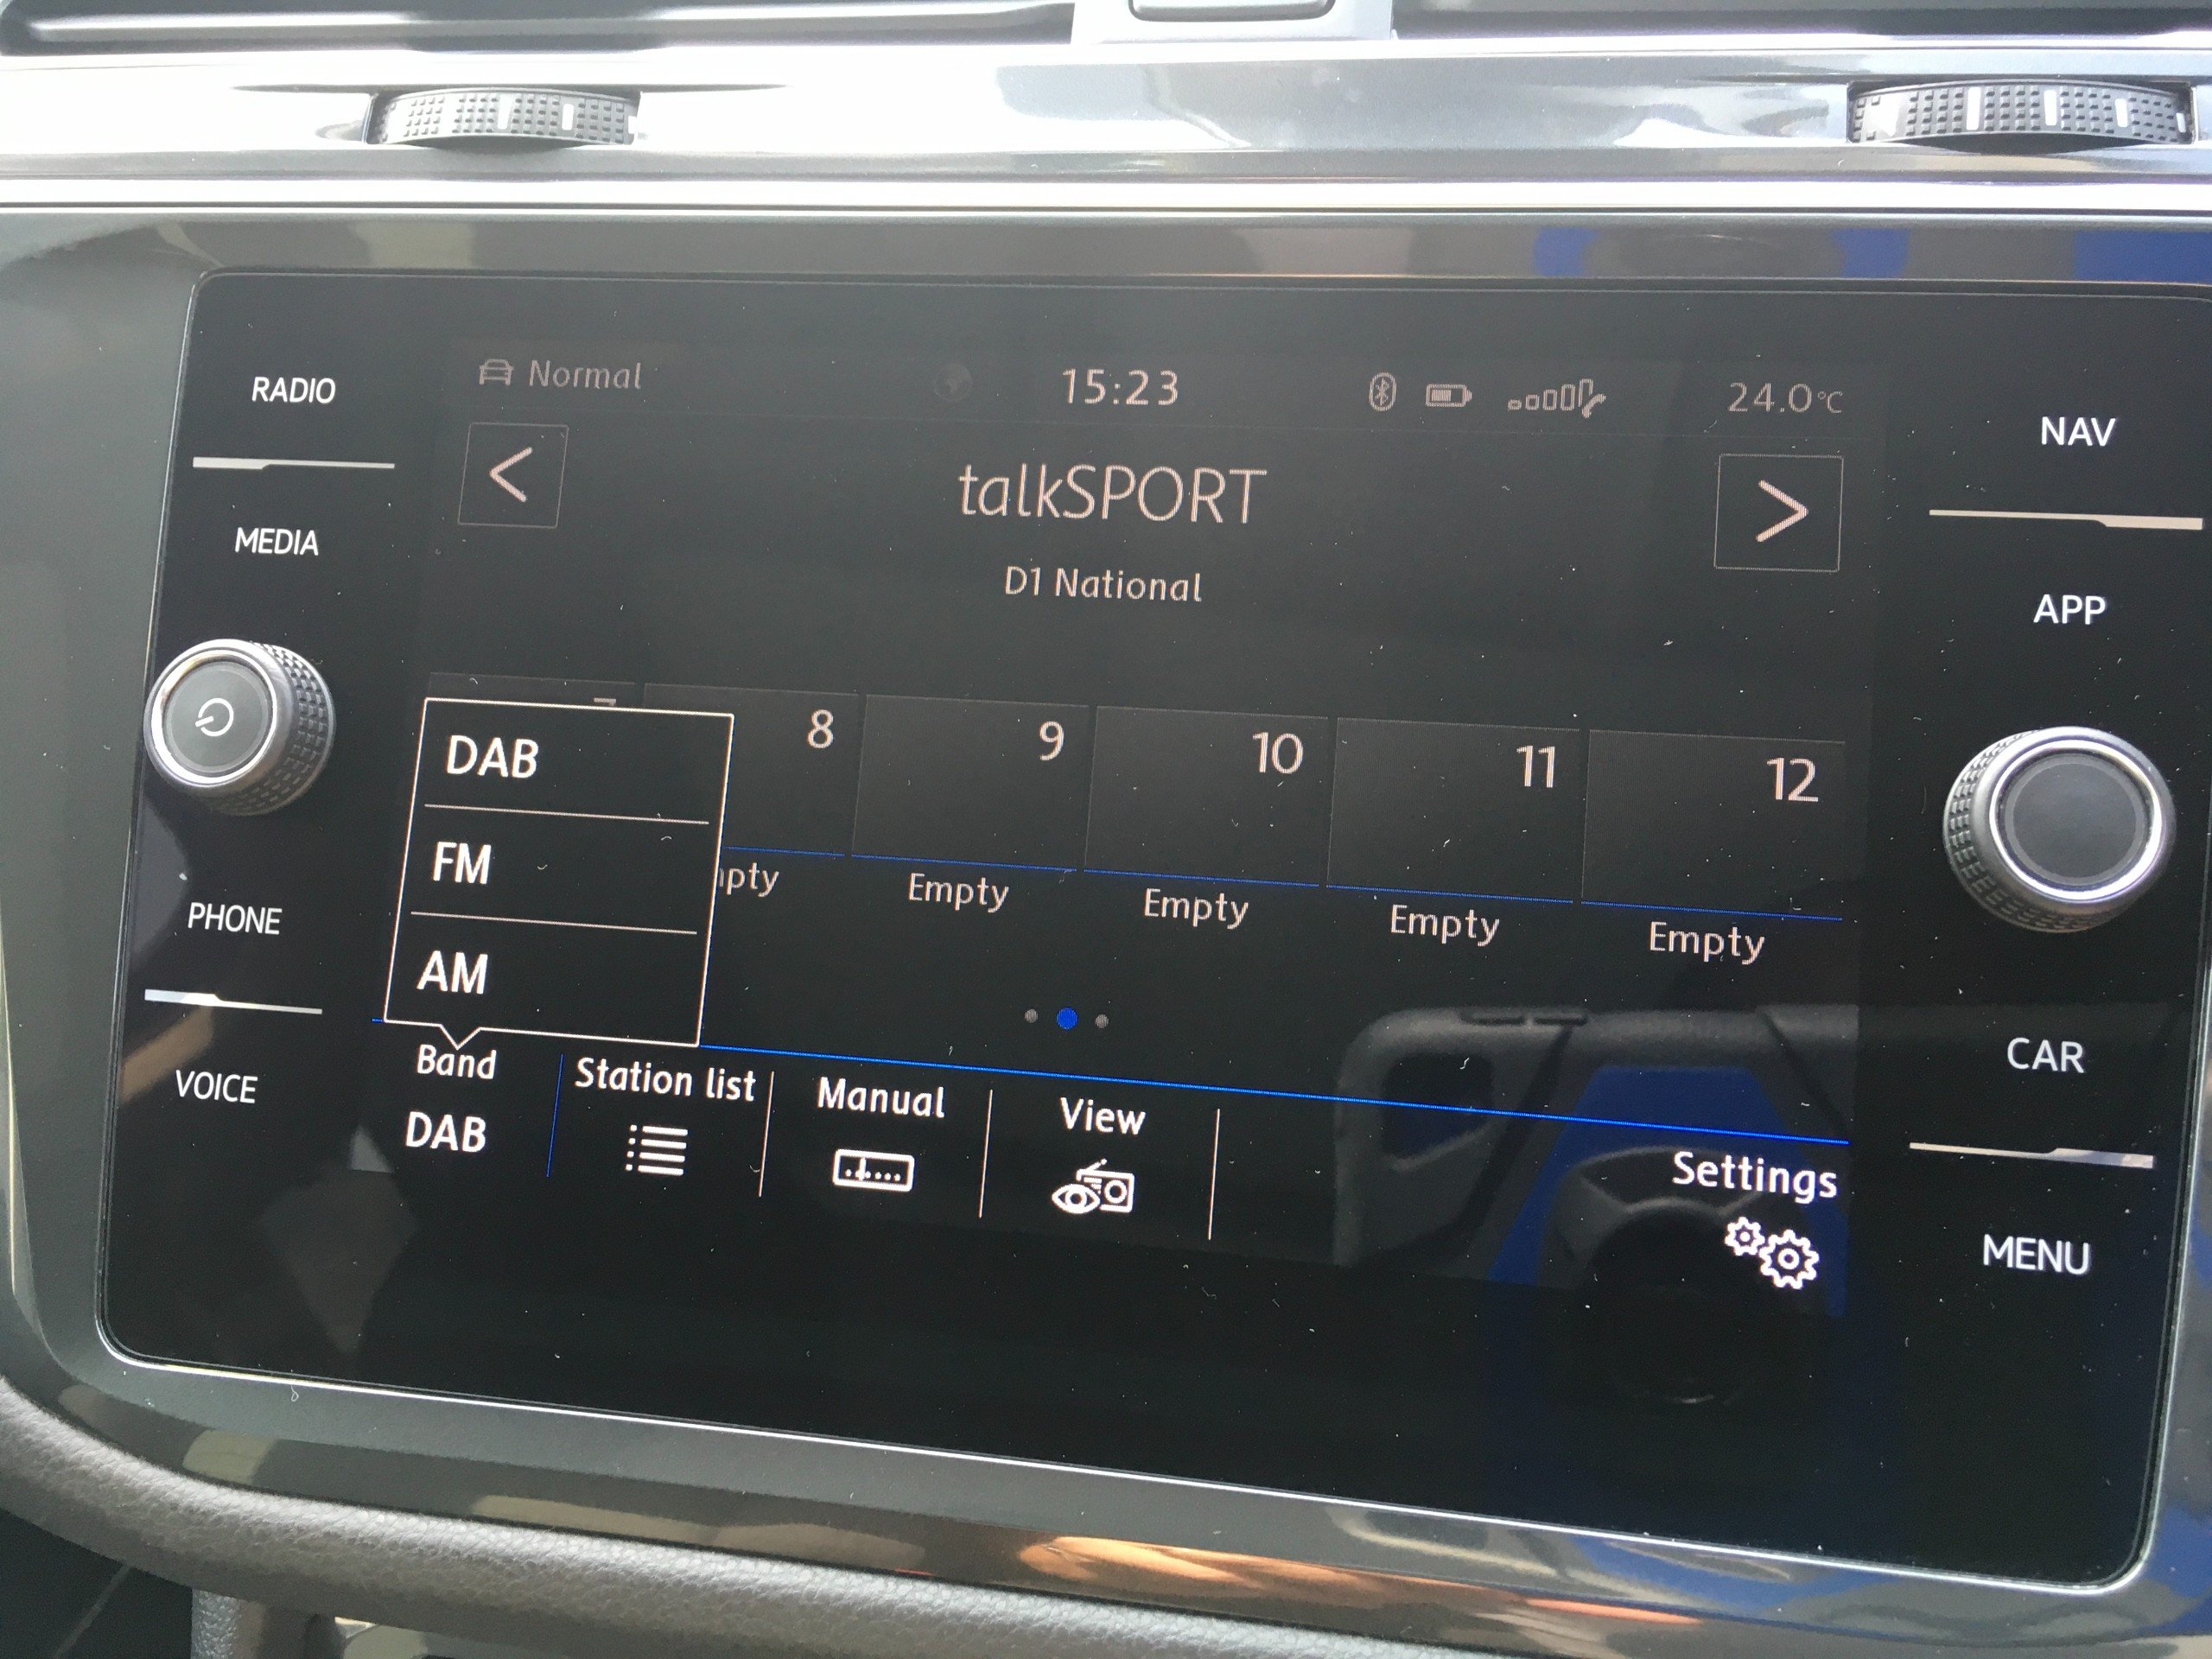 RADIO
MEDIA
PHONE
VOICE
Normal
15:23
24.0°C
<
talkSPORT
>
D1 National
8
9
10
11
12
DAB
FM
AM
Empty
Empty
Empty
Empty
Band
DAB
Station list
Manual
View
Settings
NAV
APP
CAR
MENU